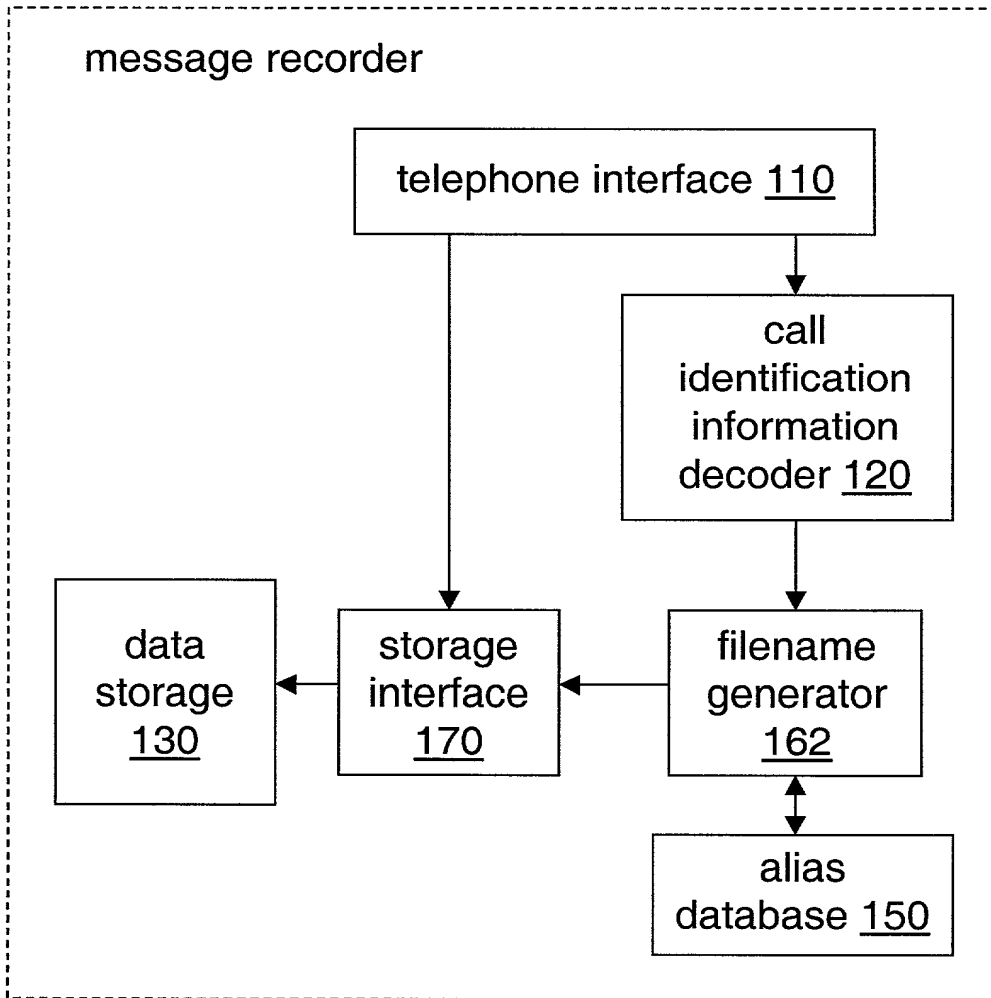 message recorder
telephone interface 110
call
identification
information
decoder 120
data
storage
130
storage
interface
170
filename
generator
162
alias
database 150